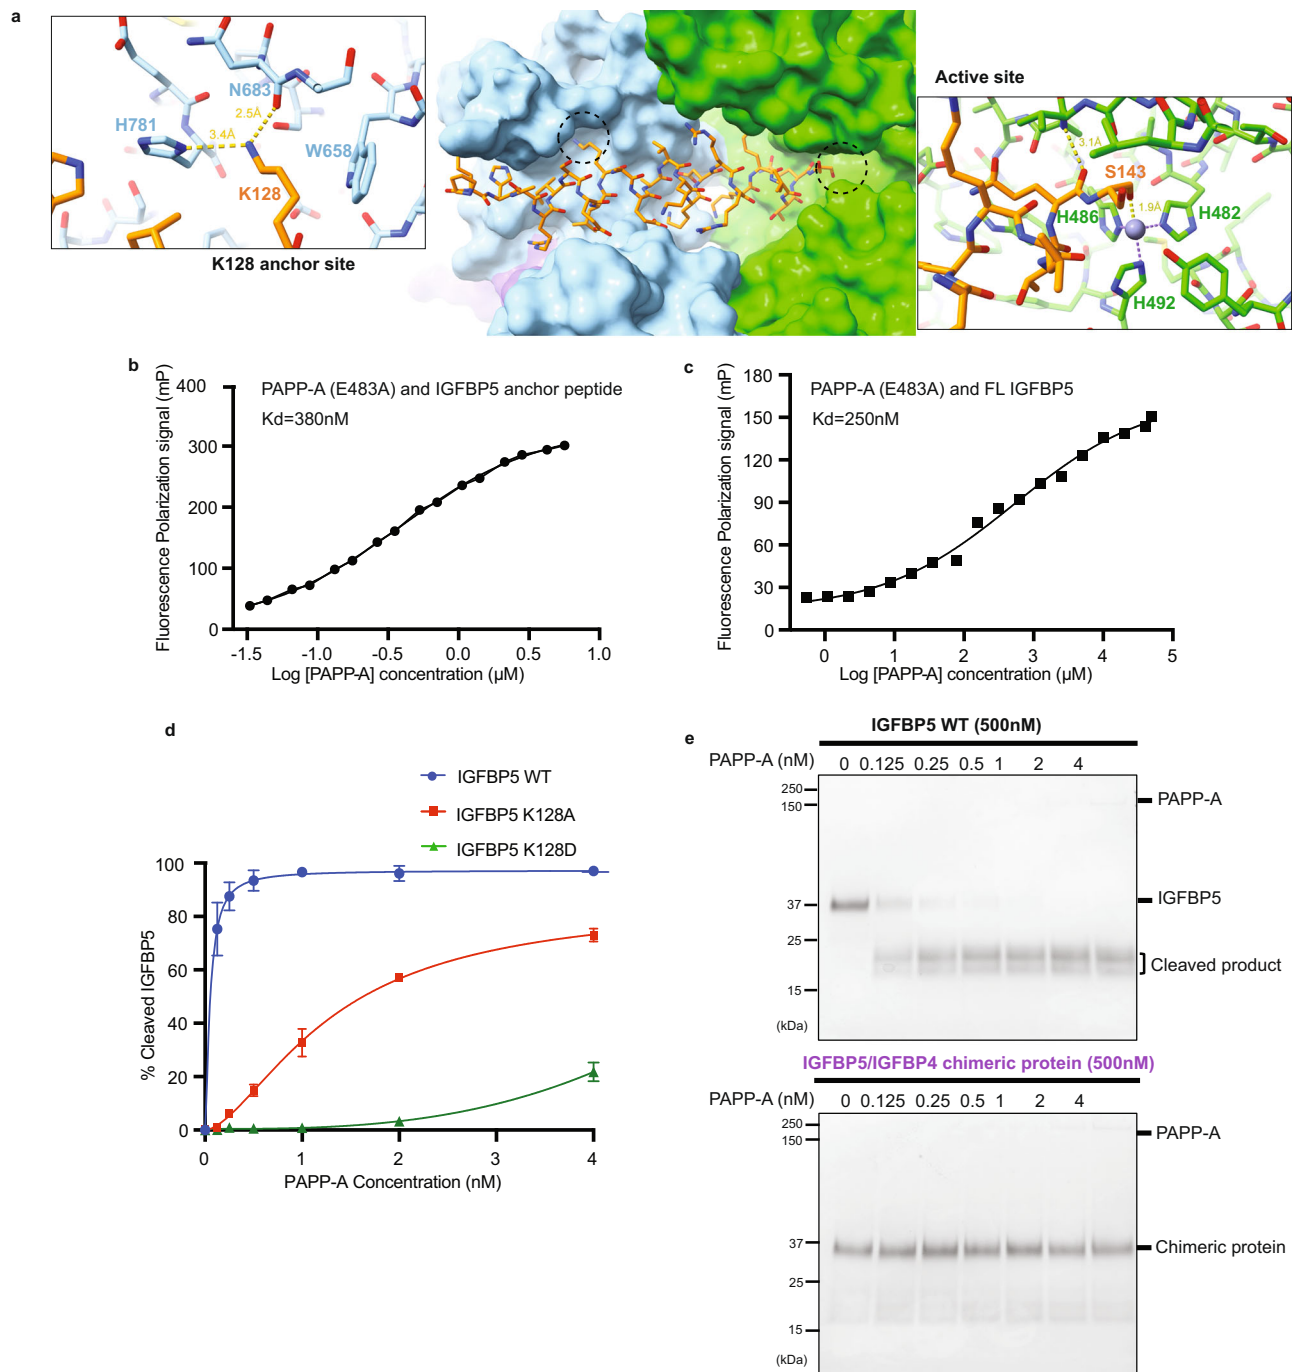 a
N683
2.5Å
H781
3.4Å
W658
K128
K128 anchor site
Active site
3.1Å
S143
1.9Å
H486
H482
H492
b
PAPP-A (E483A) and IGFBP5 anchor peptide
Kd=380nM
Fluorescence Polarization signal (mP)
400
300
200
100
0
-1.5 -1.0 -0.5 0.0 0.5 1.0
Log [PAPP-A] concentration (µM)
c
PAPP-A (E483A) and FL IGFBP5
Kd=250nM
Fluorescence Polarization signal (mP)
180
150
120
90
60
30
0
0 1 2 3 4 5
Log [PAPP-A] concentration (µM)
d
IGFBP5 WT
IGFBP5 K128A
IGFBP5 K128D
% Cleaved IGFBP5
100
80
60
40
20
0
0 1 2 3 4
PAPP-A Concentration (nM)
e
IGFBP5 WT (500nM)
PAPP-A (nM) 0 0.125 0.25 0.5 1 2 4
250
150
37
25
15
(kDa)
PAPP-A
IGFBP5
Cleaved product
IGFBP5/IGFBP4 chimeric protein (500nM)
PAPP-A (nM) 0 0.125 0.25 0.5 1 2 4
250
150
37
25
15
(kDa)
PAPP-A
Chimeric protein